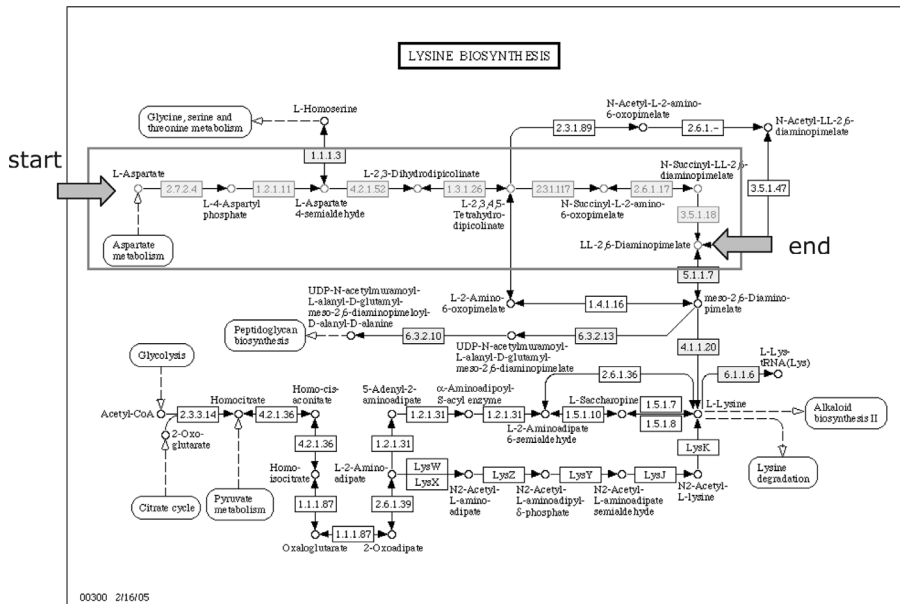 LYSINE BIOSYNTHESIS
Glycine, serine and
threonine metabolism
L-Homoserine
N-Acetyl-L-2-amino-
6-oxopimelate
N-Acetyl-LL-2,6-
diaminopimelate
2.3.1.89
2.6.1.-
start
1.1.1.3
L-Aspartate
L-2,3-Dihydrodipicolinate
N-Succinyl-LL-2,6-
diaminopimelate
3.5.1.47
2.7.2.4
1.2.1.11
4.2.1.52
1.3.1.26
2.3.1.117
2.6.1.17
L-4-Aspartyl
phosphate
L-Aspartate
4-semialdehyde
L-2,3,4,5-
Tetrahydro-
dipicolinate
N-Succinyl-L-2-amino-
6-oxopimelate
3.5.1.18
Aspartate
metabolism
LL-2,6-Diaminopimelate
end
5.1.1.7
UDP-N-acetylmuramoyl-
L-alanyl-D-glutamyl-
meso-2,6-diaminopimeloyl-
D-alanyl-D-alanine
L-2-Amino-
6-oxopimelate
1.4.1.16
meso-2,6-Diamino-
pimelate
Peptidoglycan
biosynthesis
6.3.2.10
6.3.2.13
UDP-N-acetylmuramoyl-
L-alanyl-D-glutamyl-
meso-2,6-diaminopimelate
4.1.1.20
L-Lys-
tRNA(Lys)
Glycolysis
2.6.1.36
6.1.1.6
Acetyl-CoA
2.3.3.14
Homocitrate
4.2.1.36
Homo-cis-
aconitate
5-Adenyl-2-
aminoadipate
α-Aminoadipoyl
S-acyl enzyme
L-Saccharopine
1.2.1.31
1.2.1.31
1.5.1.10
1.5.1.7
1.5.1.8
L-Lysine
Alkaloid
biosynthesis II
2-Oxo-
glutarate
4.2.1.36
1.2.1.31
L-2-Aminoadipate
6-semialdehyde
LysK
Homo-
isocitrate
L-2-Amino-
adipate
LysW
LysX
LysZ
LysY
LysJ
Lysine
degradation
Citrate cycle
Pyruvate
metabolism
1.1.1.87
2.6.1.39
N2-Acetyl-
L-amino-
adipate
N2-Acetyl-
L-aminoadipyl-
δ-phosphate
N2-Acetyl-
L-aminoadipate
semialdehyde
N2-Acetyl-
L-lysine
1.1.1.87
Oxaloglutarate
2-Oxoadipate
00300 2/16/05